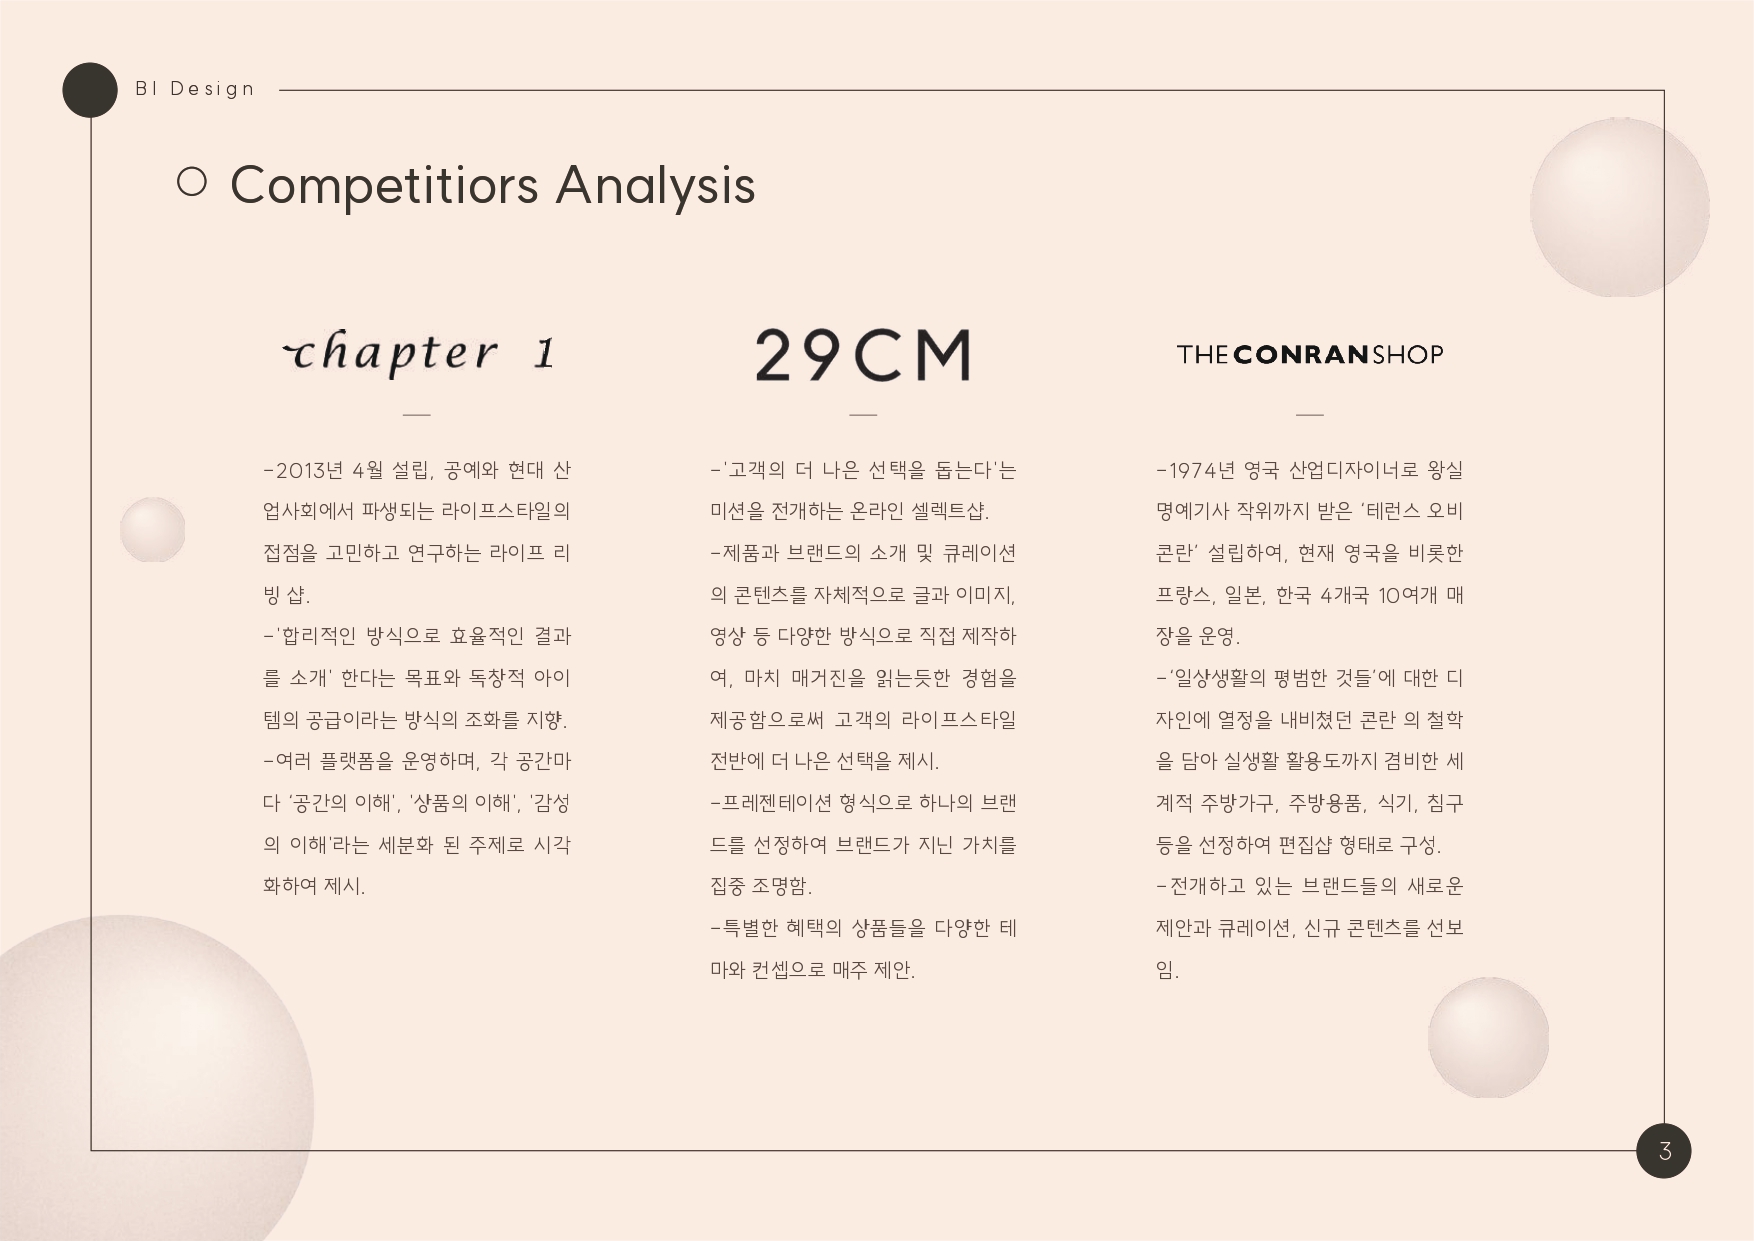 BI Design
Competitiors Analysis
chapter 1
-2013년 4월 설립, 공예와 현대 산
업사회에서 파생되는 라이프스타일의
접점을 고민하고 연구하는 라이프 리
빙 샵.
-'합리적인 방식으로 효율적인 결과
를 소개' 한다는 목표와 독창적 아이
템의 공급이라는 방식의 조화를 지향.
-여러 플랫폼을 운영하며, 각 공간마
다 ‘공간의 이해', '상품의 이해', '감성
의 이해'라는 세분화 된 주제로 시각
화하여 제시.
29CM
-'고객의 더 나은 선택을 돕는다'는
미션을 전개하는 온라인 셀렉트샵.
-제품과 브랜드의 소개 및 큐레이션
의 콘텐츠를 자체적으로 글과 이미지,
영상 등 다양한 방식으로 직접 제작하
여, 마치 매거진을 읽는듯한 경험을
제공함으로써 고객의 라이프스타일
전반에 더 나은 선택을 제시.
-프레젠테이션 형식으로 하나의 브랜
드를 선정하여 브랜드가 지닌 가치를
집중 조명함.
-특별한 혜택의 상품들을 다양한 테
마와 컨셉으로 매주 제안.
THE CONRAN SHOP
-1974년 영국 산업디자이너로 왕실
명예기사 작위까지 받은 ‘테런스 오비
콘란’ 설립하여, 현재 영국을 비롯한
프랑스, 일본, 한국 4개국 10여개 매
장을 운영.
-‘일상생활의 평범한 것들’에 대한 디
자인에 열정을 내비쳤던 콘란 의 철학
을 담아 실생활 활용도까지 겸비한 세
계적 주방가구, 주방용품, 식기, 침구
등을 선정하여 편집샵 형태로 구성.
-전개하고 있는 브랜드들의 새로운
제안과 큐레이션, 신규 콘텐츠를 선보
임.
3